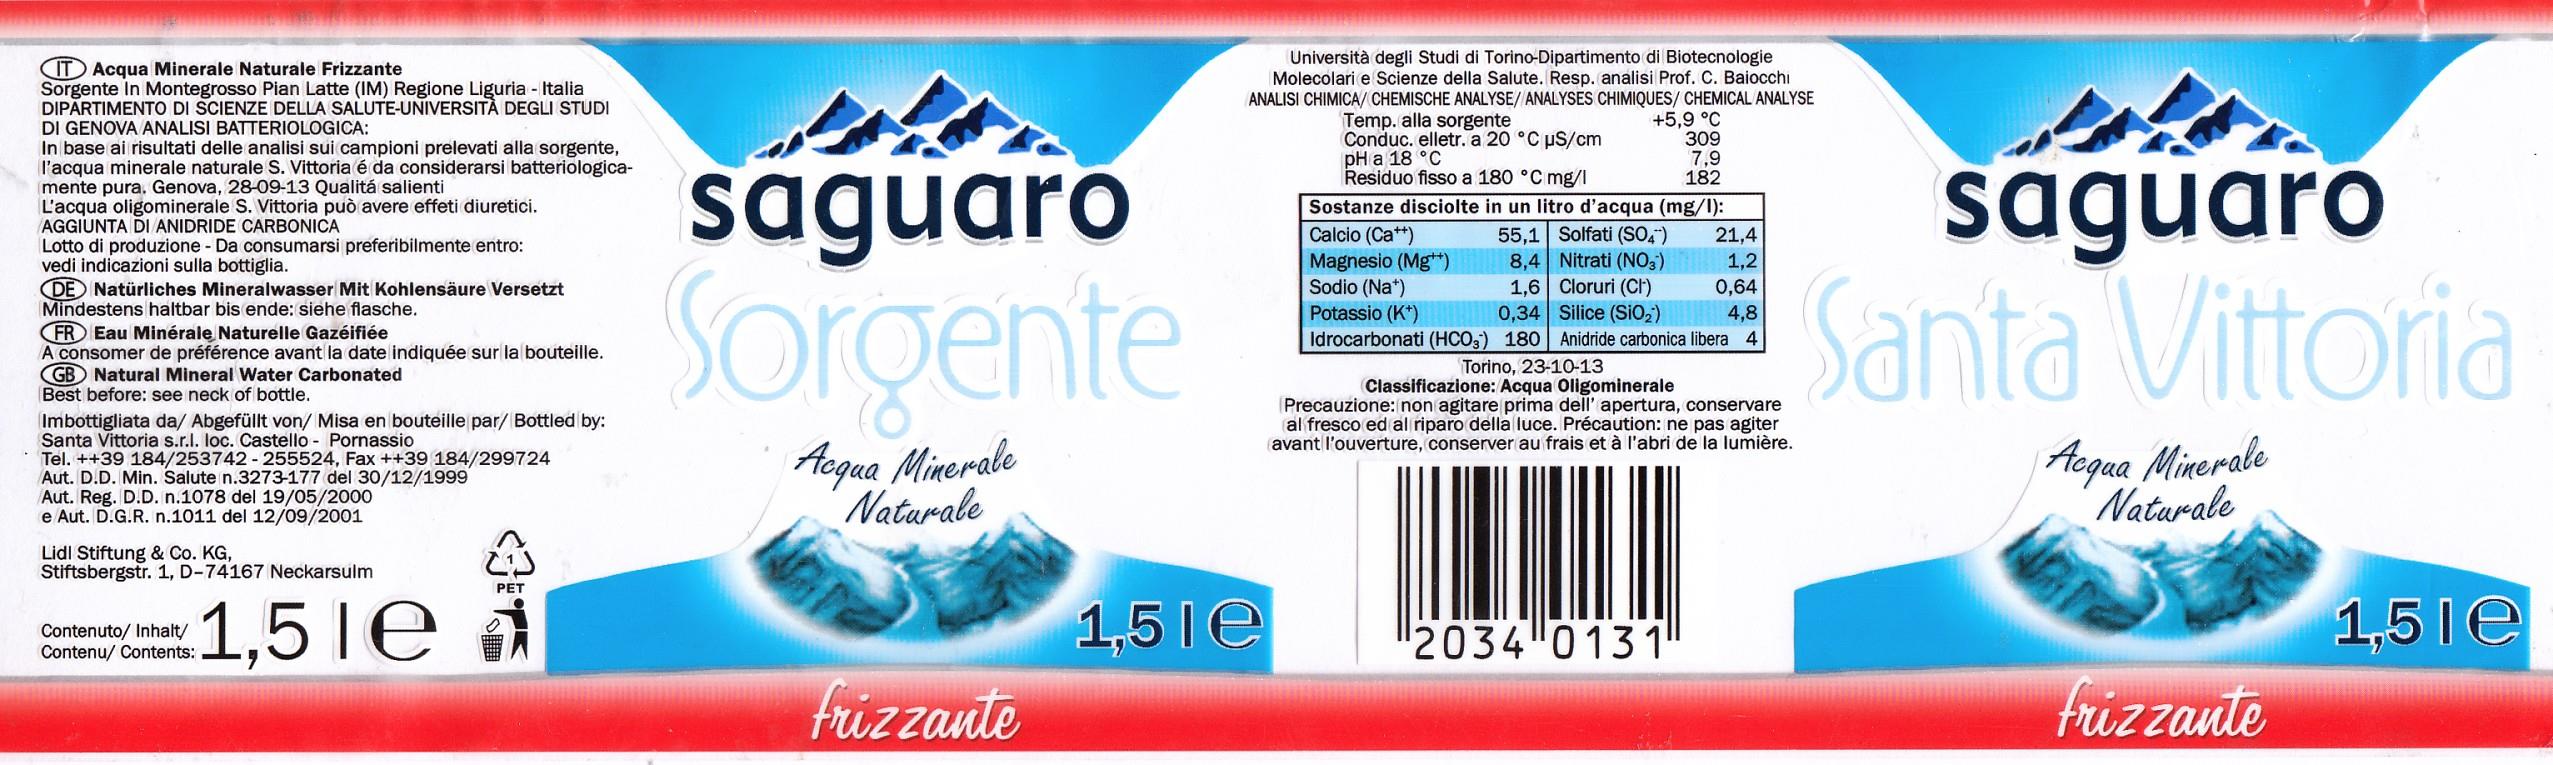 IT Acqua Minerale Naturale Frizzante
Sorgente In Montegrosso Pian Latte (IM) Regione Liguria - Italia
DIPARTIMENTO DI SCIENZE DELLA SALUTE-UNIVERSITÀ DEGLI STUDI
DI GENOVA ANALISI BATTERIOLOGICA:
In base ai risultati delle analisi sui campioni prelevati alla sorgente,
l'acqua minerale naturale S. Vittoria é da considerarsi batteriologica-
mente pura. Genova, 28-09-13 Qualitá salienti
L'acqua oligominerale S. Vittoria può avere effeti diuretici.
AGGIUNTA DI ANIDRIDE CARBONICA
Lotto di produzione - Da consumarsi preferibilmente entro:
vedi indicazioni sulla bottiglia.
DE Natürliches Mineralwasser Mit Kohlensäure Versetzt
Mindestens haltbar bis ende: siehe flasche.
FR Eau Minérale Naturelle Gazéifiée
A consomer de préférence avant la date indiquée sur la bouteille.
GB Natural Mineral Water Carbonated
Best before: see neck of bottle.
Imbottigliata da/ Abgefüllt von/ Misa en bouteille par/ Bottled by:
Santa Vittoria s.r.l. loc. Castello - Pornassio
Tel. ++39 184/253742 - 255524, Fax ++39 184/299724
Aut. D.D. Min. Salute n.3273-177 del 30/12/1999
Aut. Reg. D.D. n.1078 del 19/05/2000
e Aut. D.G.R. n.1011 del 12/09/2001
Lidl Stiftung & Co. KG,
Stiftsbergstr. 1, D-74167 Neckarsulm
1
PET
Contenuto/ Inhalt/
Contenu/ Contents: 1,5 l e
saguaro
Sorgente
Acqua Minerale
Naturale
1,5 l e
frizzante
Università degli Studi di Torino-Dipartimento di Biotecnologie
Molecolari e Scienze della Salute. Resp. analisi Prof. C. Baiocchi
ANALISI CHIMICA/ CHEMISCHE ANALYSE/ ANALYSES CHIMIQUES/ CHEMICAL ANALYSE
Temp. alla sorgente +5,9 °C
Conduc. elletr. a 20 °C µS/cm 309
pH a 18 °C 7,9
Residuo fisso a 180 °C mg/l 182
Sostanze disciolte in un litro d'acqua (mg/l):
Calcio (Ca⁺⁺) 55,1 Solfati (SO₄⁻⁻) 21,4
Magnesio (Mg⁺⁺) 8,4 Nitrati (NO₃⁻) 1,2
Sodio (Na⁺) 1,6 Cloruri (Cl⁻) 0,64
Potassio (K⁺) 0,34 Silice (SiO₂⁻) 4,8
Idrocarbonati (HCO₃⁻) 180 Anidride carbonica libera 4
Torino, 23-10-13
Classificazione: Acqua Oligominerale
Precauzione: non agitare prima dell' apertura, conservare
al fresco ed al riparo della luce. Précaution: ne pas agiter
avant l'ouverture, conserver au frais et à l'abri de la lumière.
2034 0131
saguaro
Santa Vittoria
Acqua Minerale
Naturale
1,5 l e
frizzante